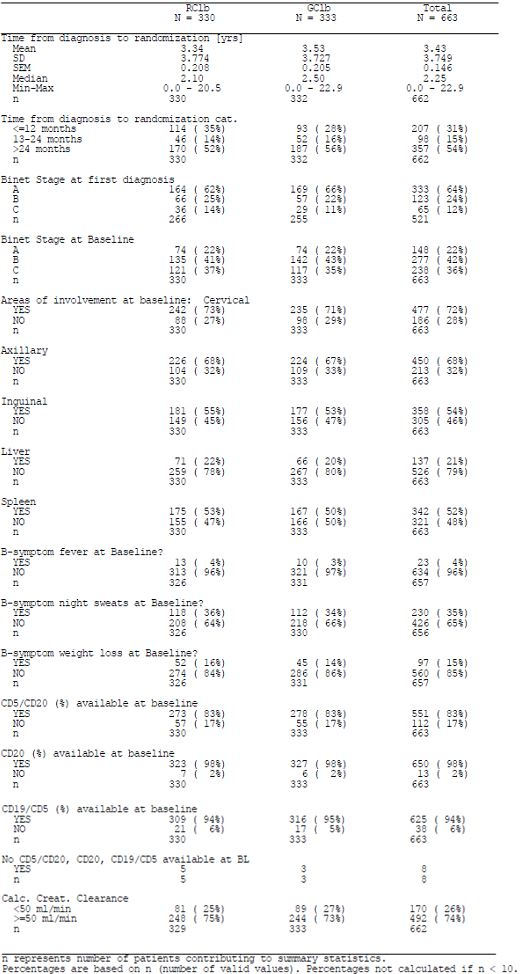 RClb GClb Total
N = 330 N = 333 N = 663
Time from diagnosis to randomization [yrs]
Mean 3.34 3.53 3.43
SD 3.774 3.727 3.749
SEM 0.208 0.205 0.146
Median 2.10 2.50 2.25
Min-Max 0.0 - 20.5 0.0 - 22.9 0.0 - 22.9
n 330 332 662
Time from diagnosis to randomization cat.
<=12 months 114 ( 35%) 93 ( 28%) 207 ( 31%)
13-24 months 46 ( 14%) 52 ( 16%) 98 ( 15%)
>24 months 170 ( 52%) 187 ( 56%) 357 ( 54%)
n 330 332 662
Binet Stage at first diagnosis
A 164 ( 62%) 169 ( 66%) 333 ( 64%)
B 66 ( 25%) 57 ( 22%) 123 ( 24%)
C 36 ( 14%) 29 ( 11%) 65 ( 12%)
n 266 255 521
Binet Stage at Baseline
A 74 ( 22%) 74 ( 22%) 148 ( 22%)
B 135 ( 41%) 142 ( 43%) 277 ( 42%)
C 121 ( 37%) 117 ( 35%) 238 ( 36%)
n 330 333 663
Areas of involvement at baseline: Cervical
YES 242 ( 73%) 235 ( 71%) 477 ( 72%)
NO 88 ( 27%) 98 ( 29%) 186 ( 28%)
n 330 333 663
Axillary
YES 226 ( 68%) 224 ( 67%) 450 ( 68%)
NO 104 ( 32%) 109 ( 33%) 213 ( 32%)
n 330 333 663
Inguinal
YES 181 ( 55%) 177 ( 53%) 358 ( 54%)
NO 149 ( 45%) 156 ( 47%) 305 ( 46%)
n 330 333 663
Liver
YES 71 ( 22%) 66 ( 20%) 137 ( 21%)
NO 259 ( 78%) 267 ( 80%) 526 ( 79%)
n 330 333 663
Spleen
YES 175 ( 53%) 167 ( 50%) 342 ( 52%)
NO 155 ( 47%) 166 ( 50%) 321 ( 48%)
n 330 333 663
B-symptom fever at Baseline?
YES 13 ( 4%) 10 ( 3%) 23 ( 4%)
NO 313 ( 96%) 321 ( 97%) 634 ( 96%)
n 326 331 657
B-symptom night sweats at Baseline?
YES 118 ( 36%) 112 ( 34%) 230 ( 35%)
NO 208 ( 64%) 218 ( 66%) 426 ( 65%)
n 326 330 656
B-symptom weight loss at Baseline?
YES 52 ( 16%) 45 ( 14%) 97 ( 15%)
NO 274 ( 84%) 286 ( 86%) 560 ( 85%)
n 326 331 657
CD5/CD20 (%) available at baseline
YES 273 ( 83%) 278 ( 83%) 551 ( 83%)
NO 57 ( 17%) 55 ( 17%) 112 ( 17%)
n 330 333 663
CD20 (%) available at baseline
YES 323 ( 98%) 327 ( 98%) 650 ( 98%)
NO 7 ( 2%) 6 ( 2%) 13 ( 2%)
n 330 333 663
CD19/CD5 (%) available at baseline
YES 309 ( 94%) 316 ( 95%) 625 ( 94%)
NO 21 ( 6%) 17 ( 5%) 38 ( 6%)
n 330 333 663
No CD5/CD20, CD20, CD19/CD5 available at BL
YES 5 3 8
n 5 3 8
Calc. Creat. Clearance
<50 ml/min 81 ( 25%) 89 ( 27%) 170 ( 26%)
>=50 ml/min 248 ( 75%) 244 ( 73%) 492 ( 74%)
n 329 333 662
n represents number of patients contributing to summary statistics.
Percentages are based on n (number of valid values). Percentages not calculated if n < 10.